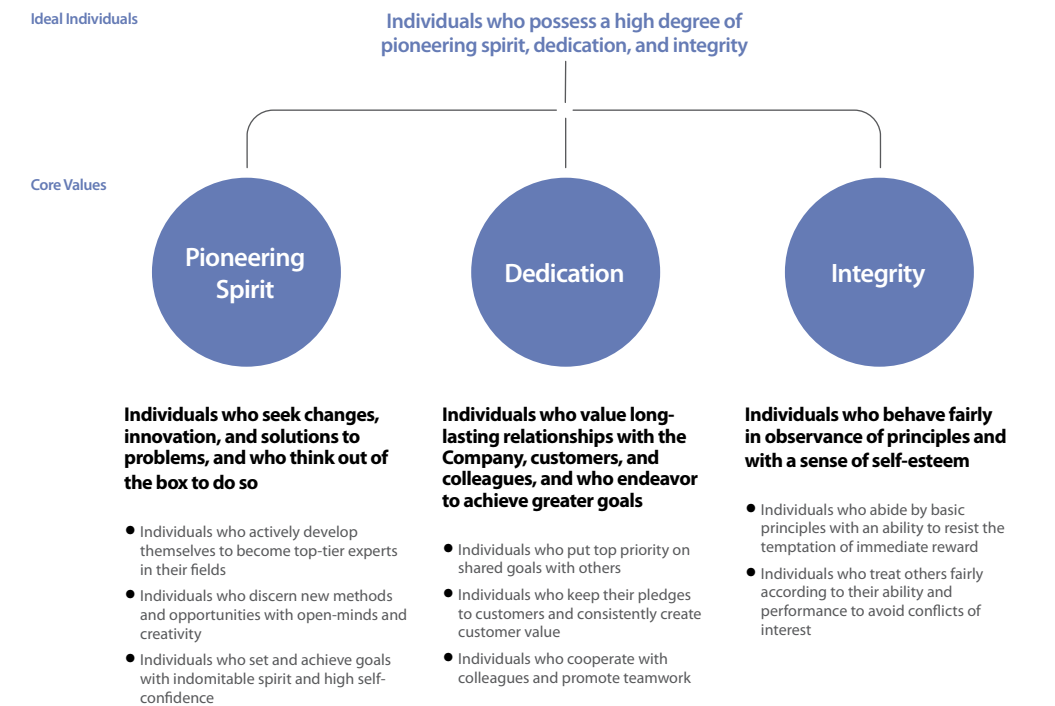 Ideal Individuals
Individuals who possess a high degree of
pioneering spirit, dedication, and integrity
Core Values
Pioneering
Spirit
Dedication
Integrity
Individuals who seek changes,
innovation, and solutions to
problems, and who think out of
the box to do so
● Individuals who actively develop
themselves to become top-tier experts
in their fields
● Individuals who discern new methods
and opportunities with open-minds and
creativity
● Individuals who set and achieve goals
with indomitable spirit and high self-
confidence
Individuals who value long-
lasting relationships with the
Company, customers, and
colleagues, and who endeavor
to achieve greater goals
● Individuals who put top priority on
shared goals with others
● Individuals who keep their pledges
to customers and consistently create
customer value
● Individuals who cooperate with
colleagues and promote teamwork
Individuals who behave fairly
in observance of principles and
with a sense of self-esteem
● Individuals who abide by basic
principles with an ability to resist the
temptation of immediate reward
● Individuals who treat others fairly
according to their ability and
performance to avoid conflicts of
interest